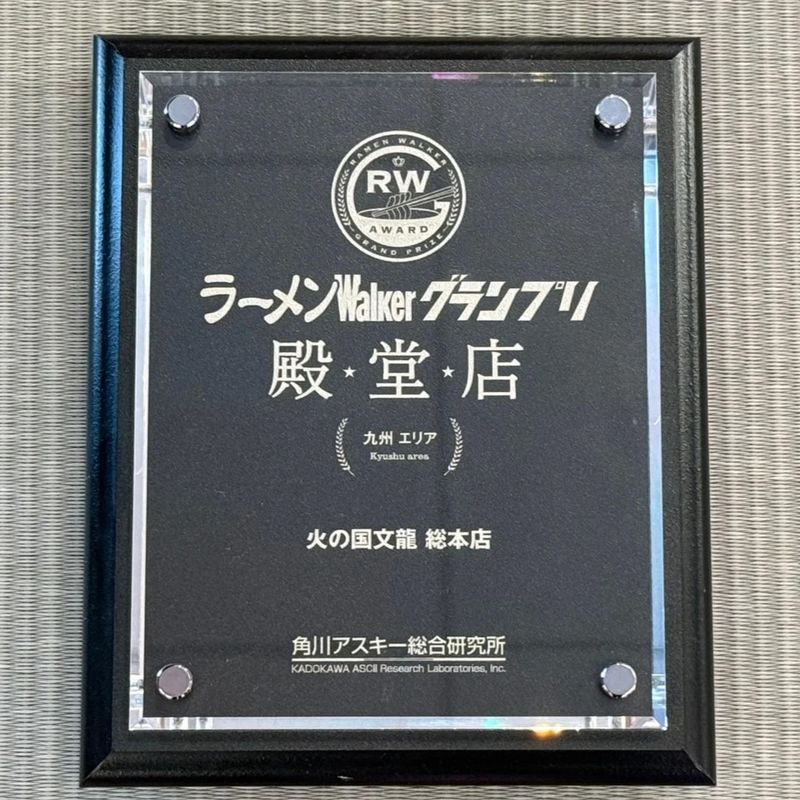 RAMEN WALKER
RW
AWARD
GRAND PRIZE
ラーメンWalkerグランプリ
殿★堂★店
九州 エリア
Kyushu area
火の国文龍 総本店
角川アスキー総合研究所
KADOKAWA ASCII Research Laboratories, Inc.